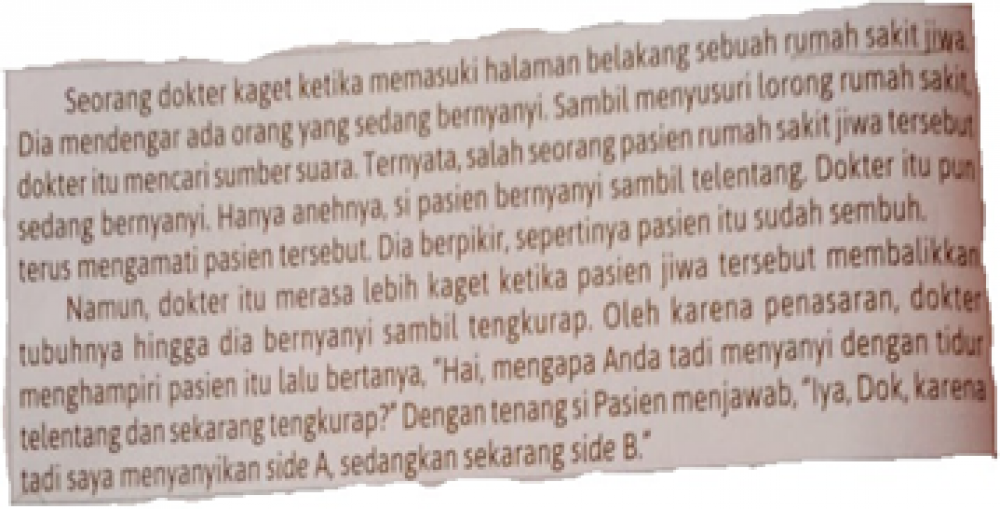 Seorang dokter kaget ketika memasuki halaman belakang sebuah rumah sakit jiwa.
Dia mendengar ada orang yang sedang bernyanyi. Sambil menyusuri lorong rumah sakit,
dokter itu mencari sumber suara. Ternyata, salah seorang pasien rumah sakit jiwa tersebut
sedang bernyanyi. Hanya anehnya, si pasien bernyanyi sambil telentang. Dokter itu pun
terus mengamati pasien tersebut. Dia berpikir, sepertinya pasien itu sudah sembuh.
Namun, dokter itu merasa lebih kaget ketika pasien jiwa tersebut membalikkan
tubuhnya hingga dia bernyanyi sambil tengkurap. Oleh karena penasaran, dokter
menghampiri pasien itu lalu bertanya, "Hai, mengapa Anda tadi menyanyi dengan tidur
telentang dan sekarang tengkurap?" Dengan tenang si Pasien menjawab, "Iya, Dok, karena
tadi saya menyanyikan side A, sedangkan sekarang side B."